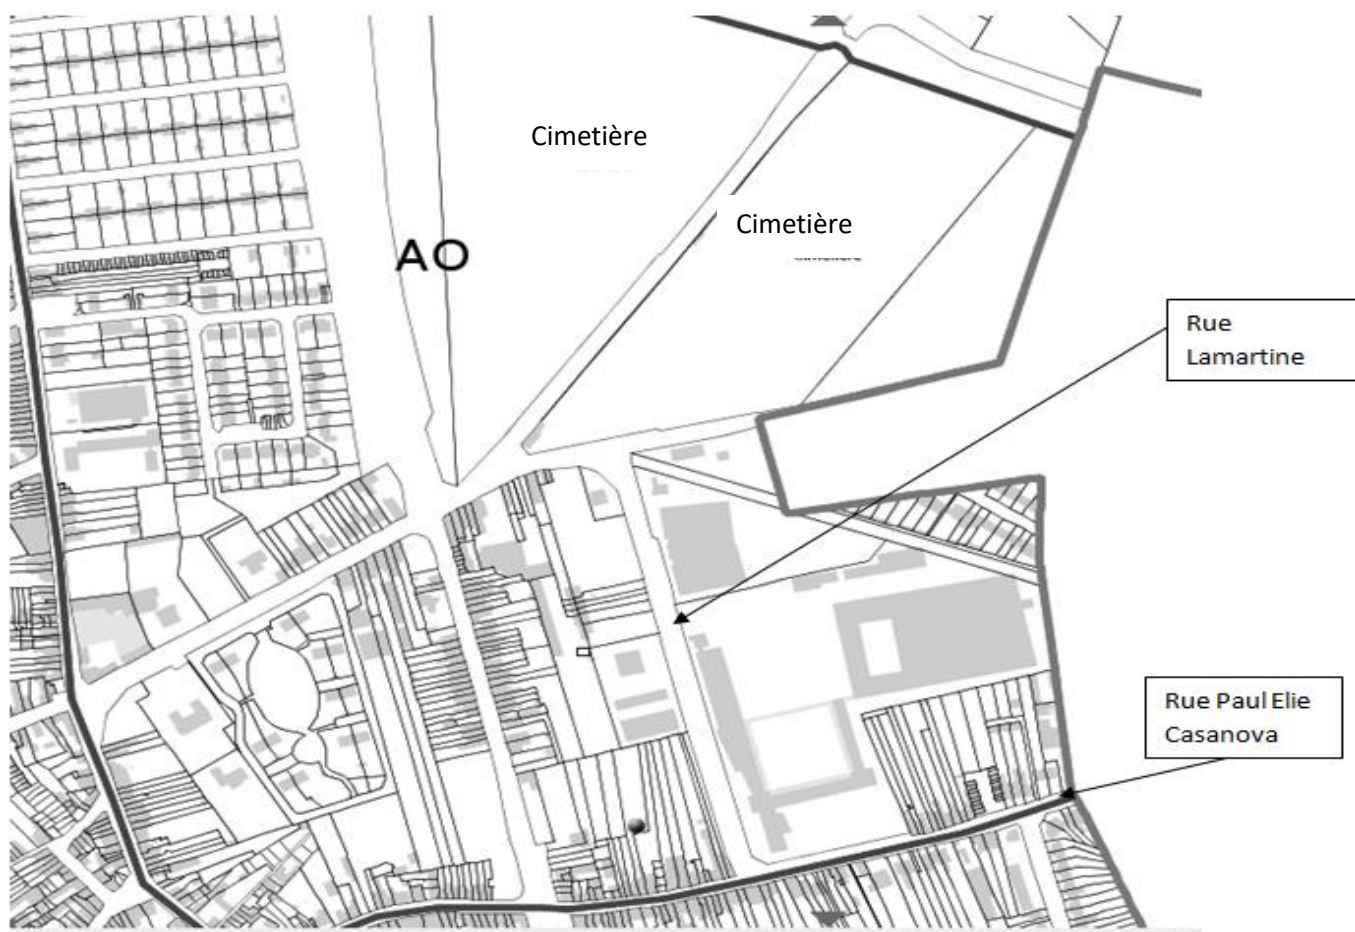 Cimetière
Cimetière
AO
Rue
Lamartine
Rue Paul Elie
Casanova